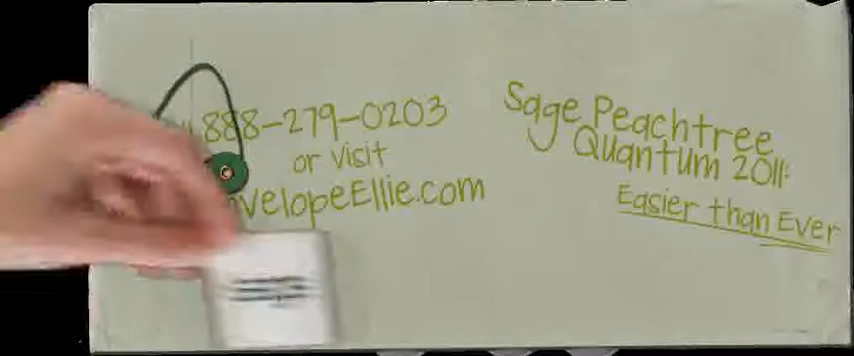 888-279-0203
or visit
velopeEllie.com
Sage Peachtree
Quantum 2011:
Easier than Ever